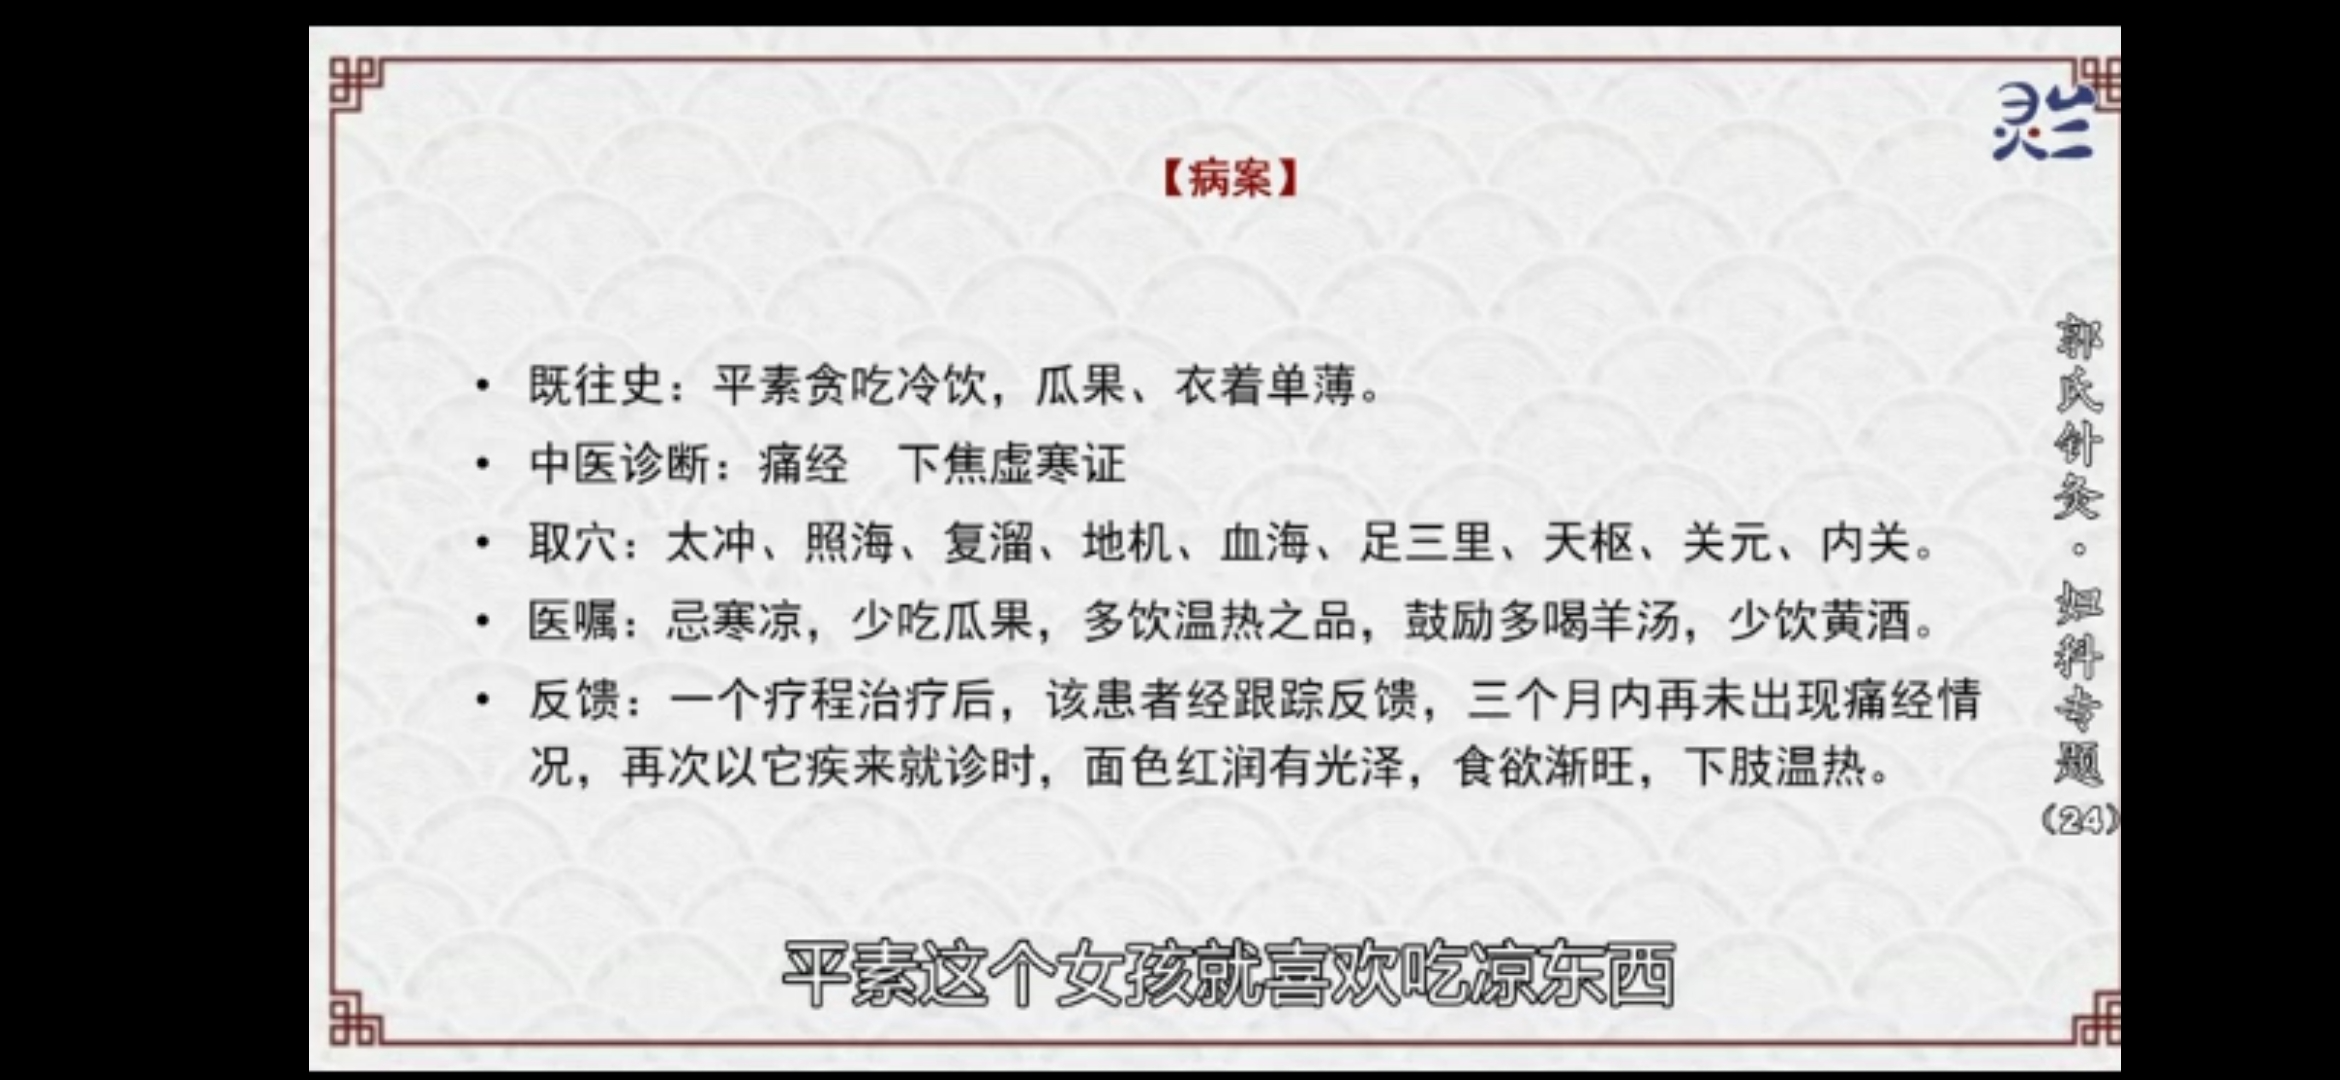 灵兰
【病案】
• 既往史：平素贪吃冷饮，瓜果、衣着单薄。
• 中医诊断：痛经 下焦虚寒证
• 取穴：太冲、照海、复溜、地机、血海、足三里、天枢、关元、内关。
• 医嘱：忌寒凉，少吃瓜果，多饮温热之品，鼓励多喝羊汤，少饮黄酒。
• 反馈：一个疗程治疗后，该患者经跟踪反馈，三个月内再未出现痛经情
况，再次以它疾来就诊时，面色红润有光泽，食欲渐旺，下肢温热。
郭氏针灸·妇科专题（24）
平素这个女孩就喜欢吃凉东西